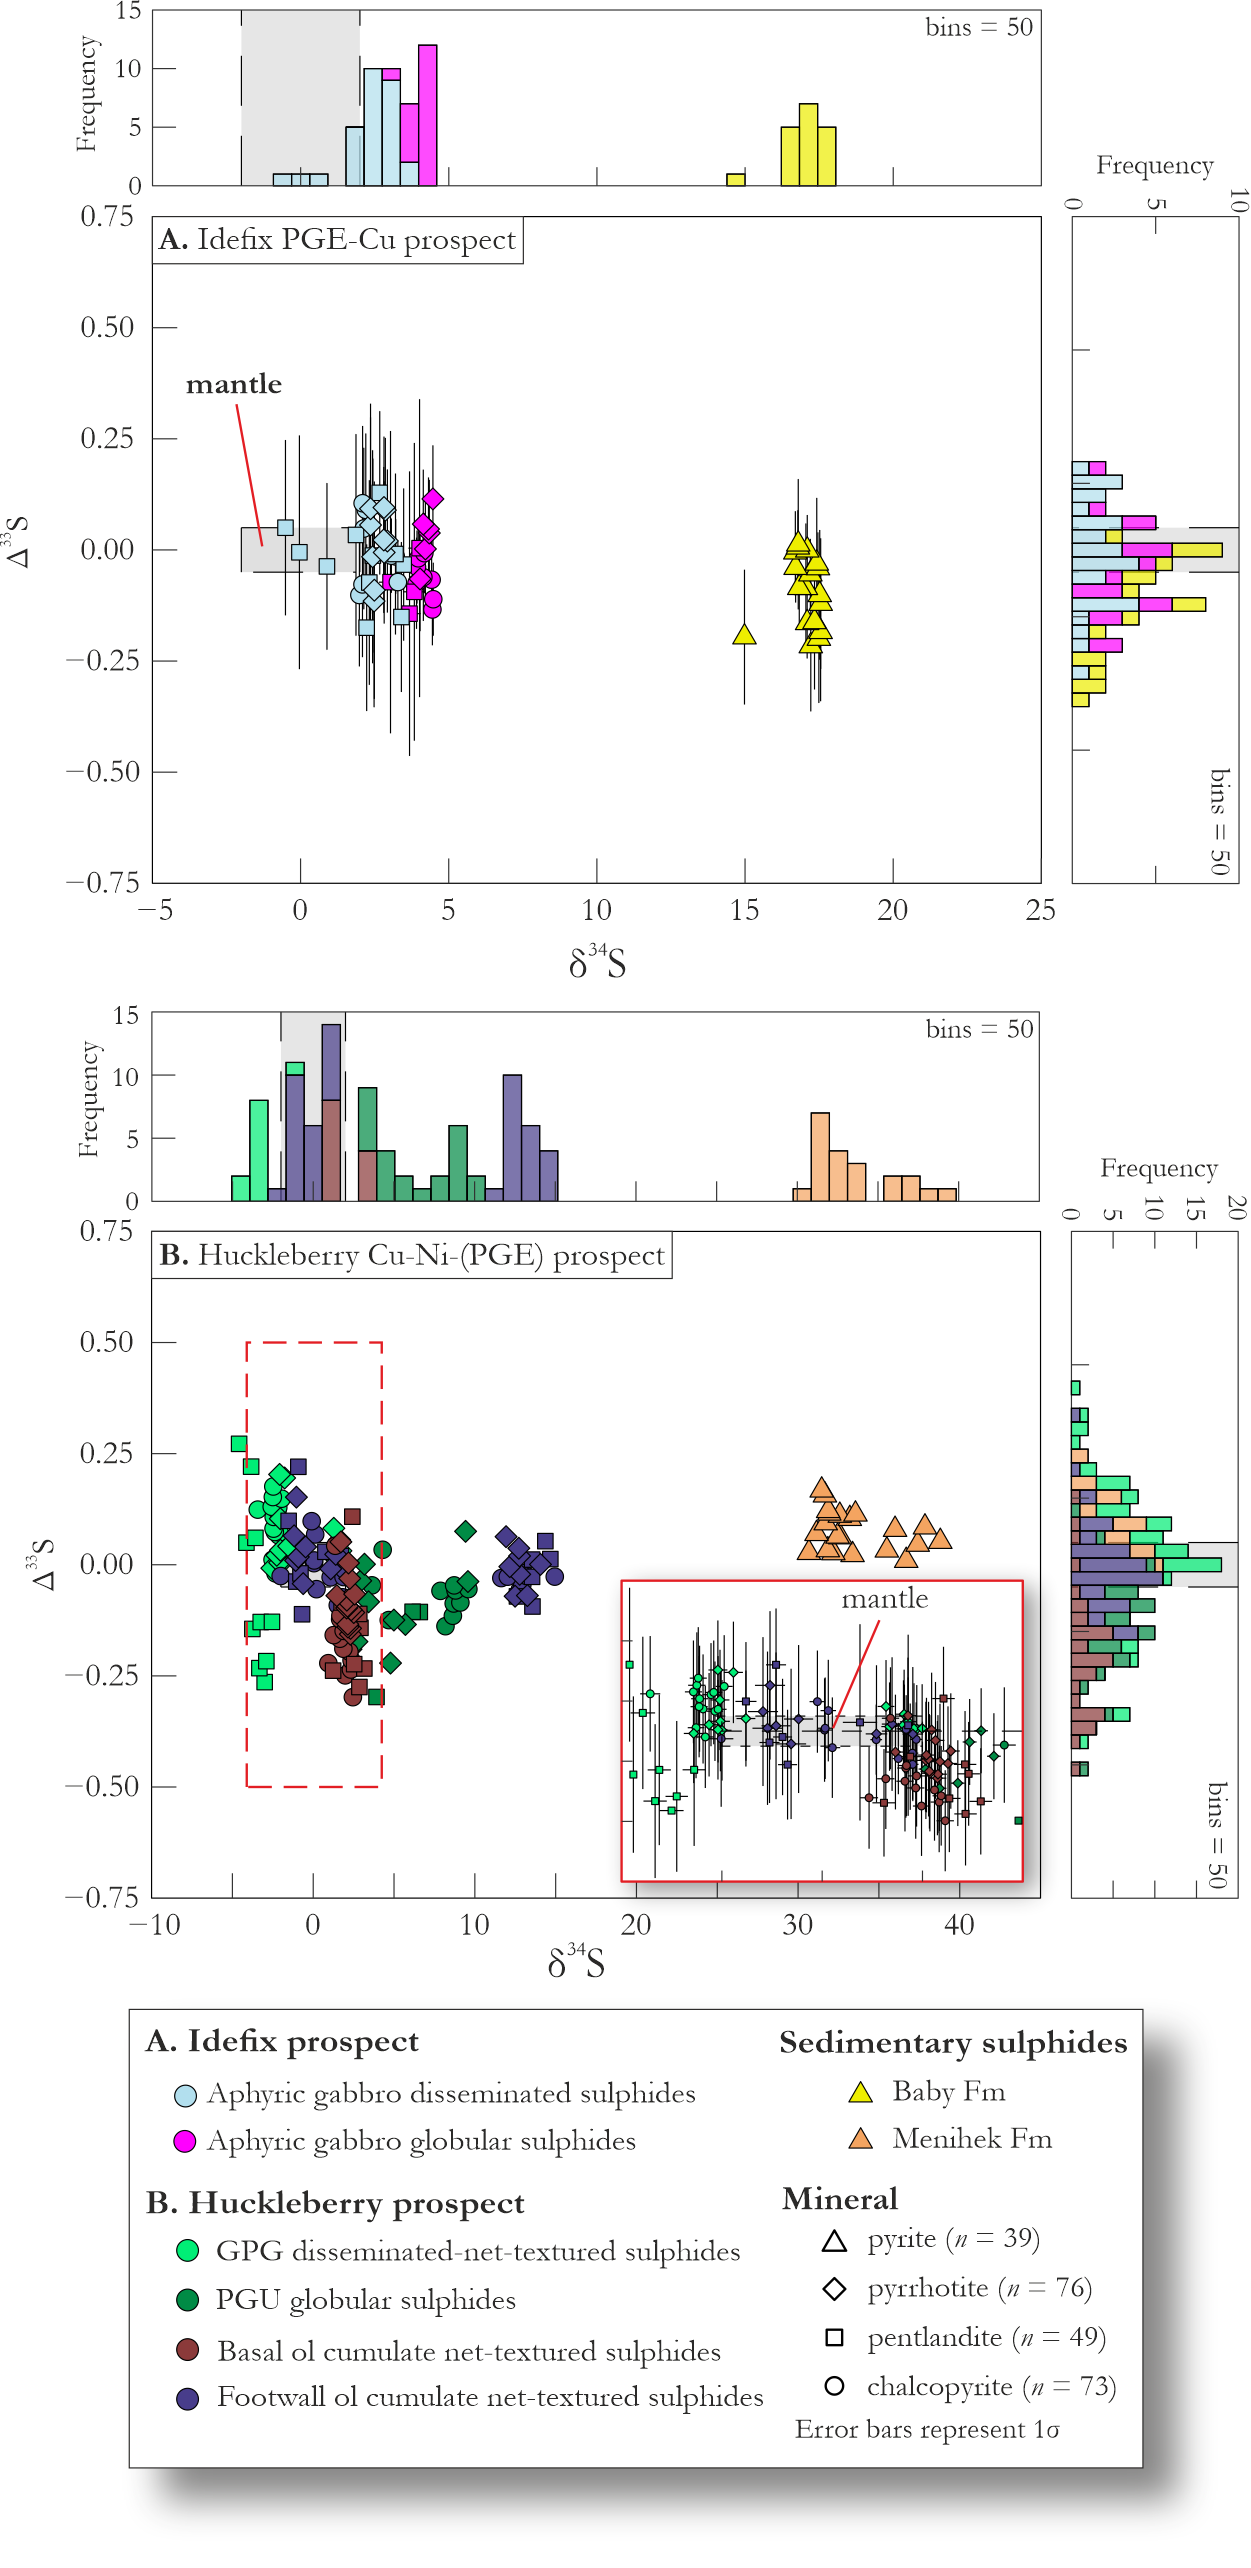 15
10
5
0
Frequency
bins = 50
Frequency
0
5
10
0.75
0.50
0.25
0.00
−0.25
−0.50
−0.75
A. Idefix PGE-Cu prospect
mantle
Δ³³S
bins = 50
−5
0
5
10
15
20
25
δ³⁴S
15
10
5
0
Frequency
bins = 50
Frequency
0
5
10
15
20
0.75
0.50
0.25
0.00
−0.25
−0.50
−0.75
B. Huckleberry Cu-Ni-(PGE) prospect
Δ³³S
mantle
bins = 50
−10
0
10
20
30
40
δ³⁴S
A. Idefix prospect
Aphyric gabbro disseminated sulphides
Aphyric gabbro globular sulphides
B. Huckleberry prospect
GPG disseminated-net-textured sulphides
PGU globular sulphides
Basal ol cumulate net-textured sulphides
Footwall ol cumulate net-textured sulphides
Sedimentary sulphides
Baby Fm
Menihek Fm
Mineral
pyrite (n = 39)
pyrrhotite (n = 76)
pentlandite (n = 49)
chalcopyrite (n = 73)
Error bars represent 1σ